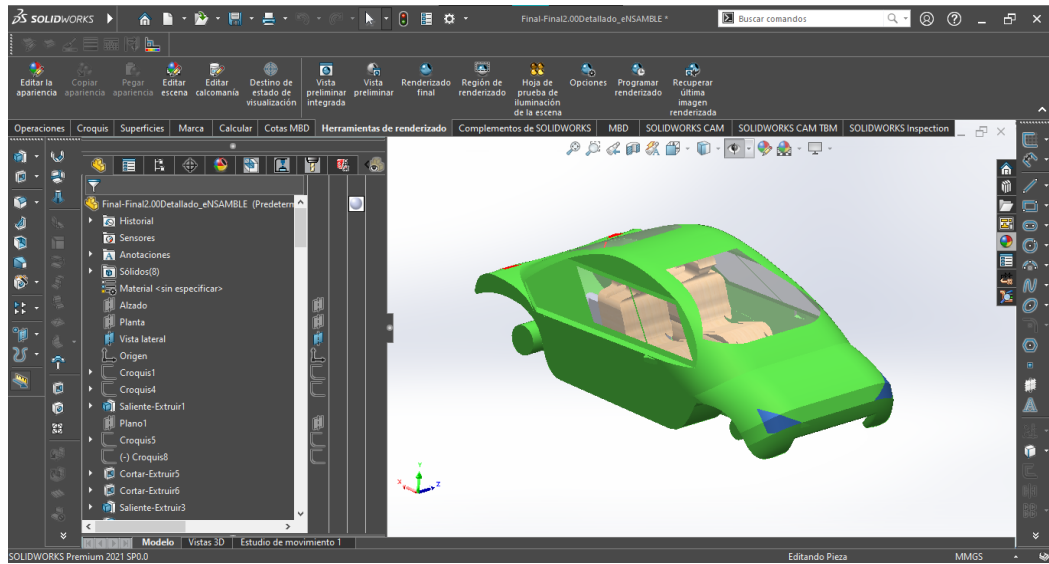 SOLIDWORKS
Final-Final2.00Detallado_eNSAMBLE *
Buscar comandos
Editar la apariencia
Copiar apariencia
Pegar apariencia
Editar escena
Editar calcomanía
Destino de estado de visualización
Vista preliminar integrada
Vista preliminar
Renderizado final
Región de renderizado
Hoja de prueba de iluminación de la escena
Opciones
Programar renderizado
Recuperar última imagen renderizada
Operaciones
Croquis
Superficies
Marca
Calcular
Cotas MBD
Herramientas de renderizado
Complementos de SOLIDWORKS
MBD
SOLIDWORKS CAM
SOLIDWORKS CAM TBM
SOLIDWORKS Inspection
Final-Final2.00Detallado_eNSAMBLE (Predetern
Historial
Sensores
Anotaciones
Sólidos(8)
Material <sin especificar>
Alzado
Planta
Vista lateral
Origen
Croquis1
Croquis4
Saliente-Extruir1
Plano1
Croquis5
(-) Croquis8
Cortar-Extruir5
Cortar-Extruir6
Saliente-Extruir3
Y
X
Z
Modelo
Vistas 3D
Estudio de movimiento 1
SOLIDWORKS Premium 2021 SP0.0
Editando Pieza
MMGS